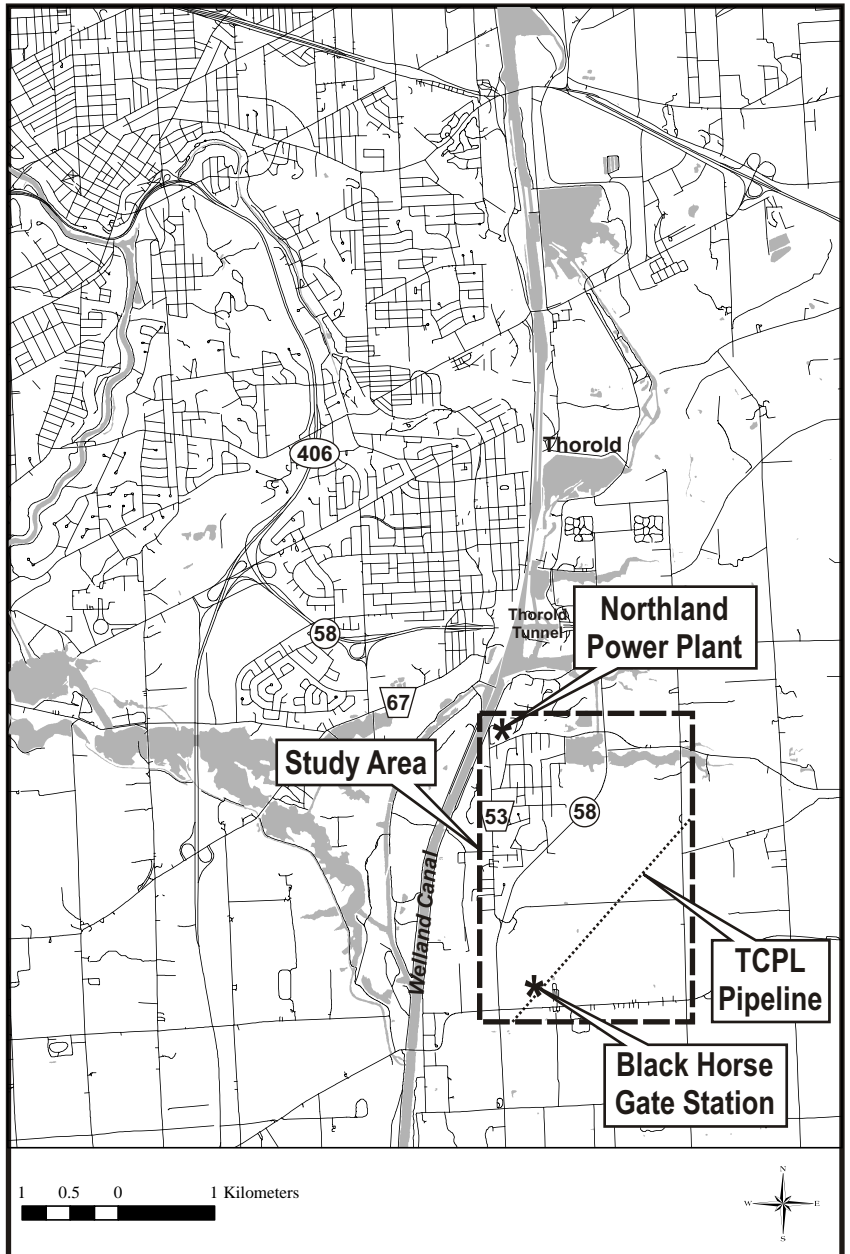 406
Thorold
Thorold
Tunnel
Northland
Power Plant
58
67
Study Area
53
58
Welland Canal
TCPL
Pipeline
Black Horse
Gate Station
1 0.5 0 1 Kilometers
N
W E
S